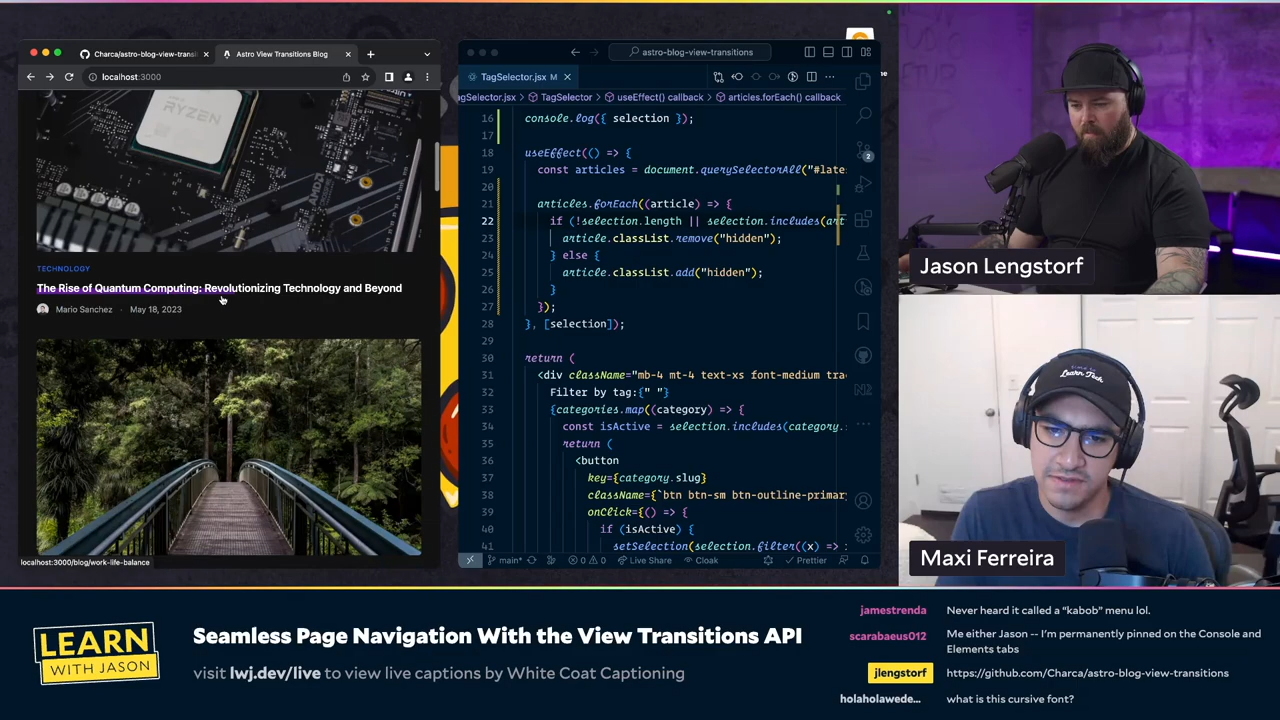 Charca/astro-blog-view-transi
Astro View Transitions Blog
localhost:3000
RYZEN
AMD
TECHNOLOGY
The Rise of Quantum Computing: Revolutionizing Technology and Beyond
Mario Sanchez · May 18, 2023
localhost:3000/blog/work-life-balance
astro-blog-view-transitions
TagSelector.jsx M
agSelector.jsx > TagSelector > useEffect() callback > articles.forEach() callback
16 console.log({ selection });
17
18 useEffect(() => {
19 const articles = document.querySelectorAll("#late
20
21 articles.forEach((article) => {
22 if (!selection.length || selection.includes(art
23 article.classList.remove("hidden");
24 } else {
25 article.classList.add("hidden");
26 }
27 });
28 }, [selection]);
29
30 return (
31 <div className="mb-4 mt-4 text-xs font-medium tra
32 Filter by tag:{" "}
33 {categories.map((category) => {
34 const isActive = selection.includes(category.
35 return (
36 <button
37 key={category.slug}
38 className={`btn btn-sm btn-outline-primary
39 onClick={() => {
40 if (isActive) {
41 setSelection(selection.filter((x) =>
2
main* 0 0 Live Share Cloak Prettier
Jason Lengstorf
Maxi Ferreira
LEARN
WITH JASON
Seamless Page Navigation With the View Transitions API
visit lwj.dev/live to view live captions by White Coat Captioning
jamestrenda Never heard it called a “kabob” menu lol.
scarabaeus012 Me either Jason -- I’m permanently pinned on the Console and
Elements tabs
jlengstorf https://github.com/Charca/astro-blog-view-transitions
holaholawede... what is this cursive font?